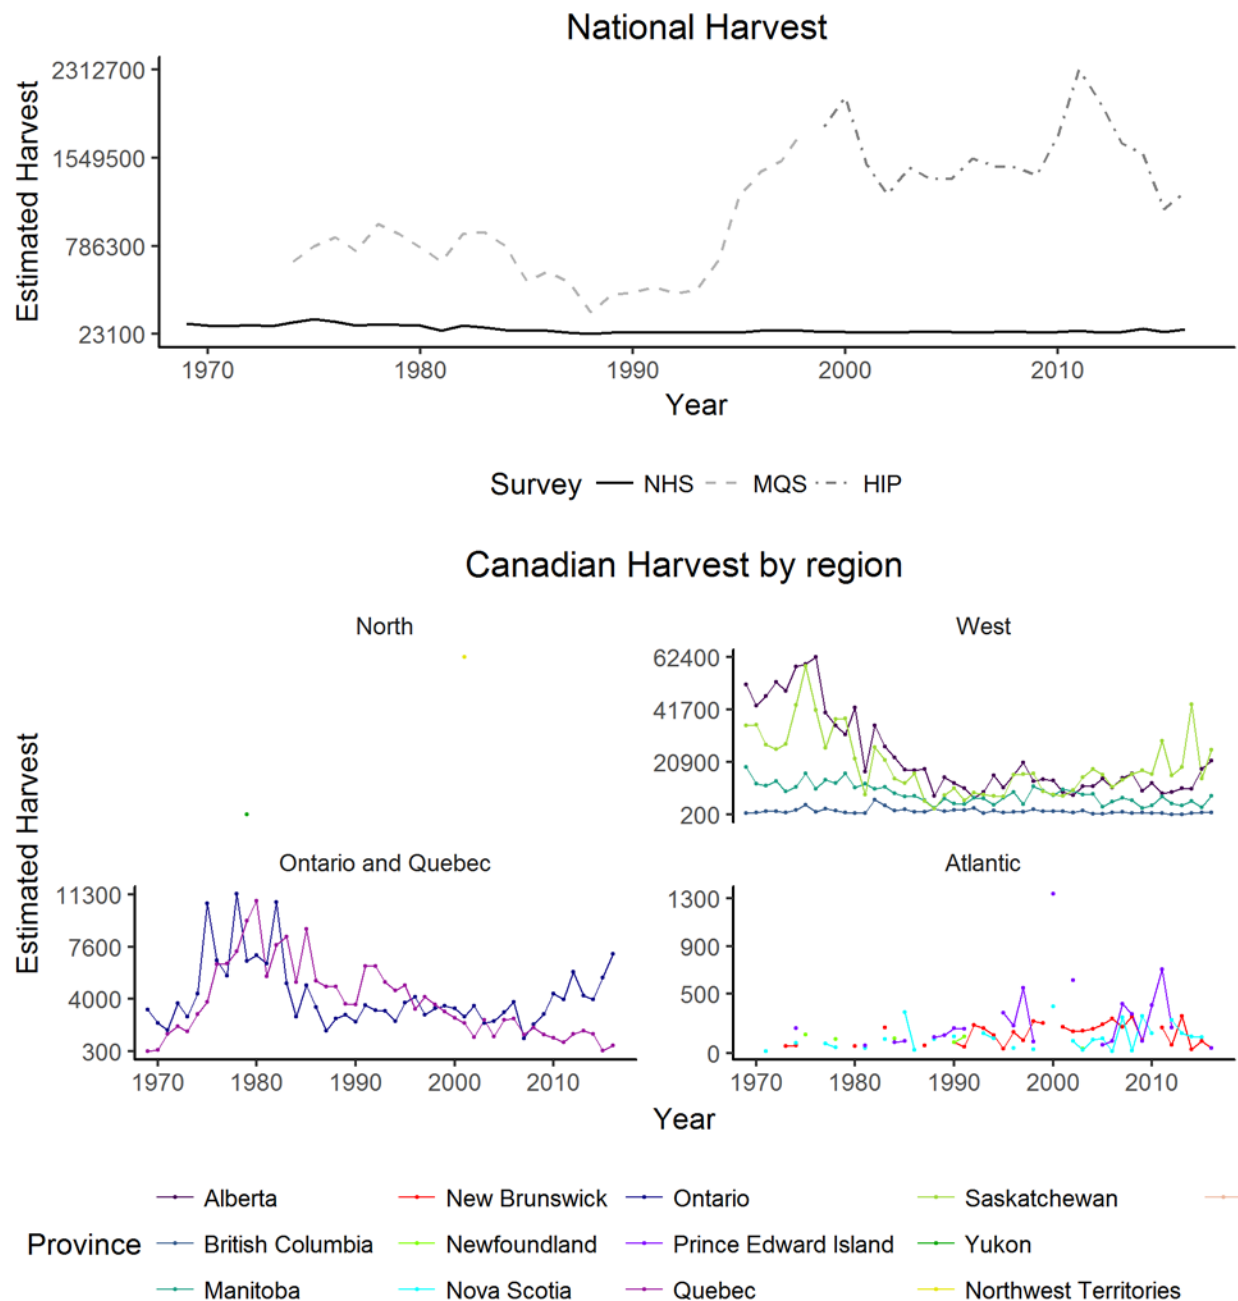 National Harvest
Estimated Harvest
2312700
1549500
786300
23100
1970 1980 1990 2000 2010
Year
Survey NHS MQS HIP
Canadian Harvest by region
Estimated Harvest
North
West
62400
41700
20900
200
Ontario and Quebec
11300
7600
4000
300
1970 1980 1990 2000 2010
Atlantic
1300
900
500
0
1970 1980 1990 2000 2010
Year
Province
Alberta New Brunswick Ontario Saskatchewan
British Columbia Newfoundland Prince Edward Island Yukon
Manitoba Nova Scotia Quebec Northwest Territories